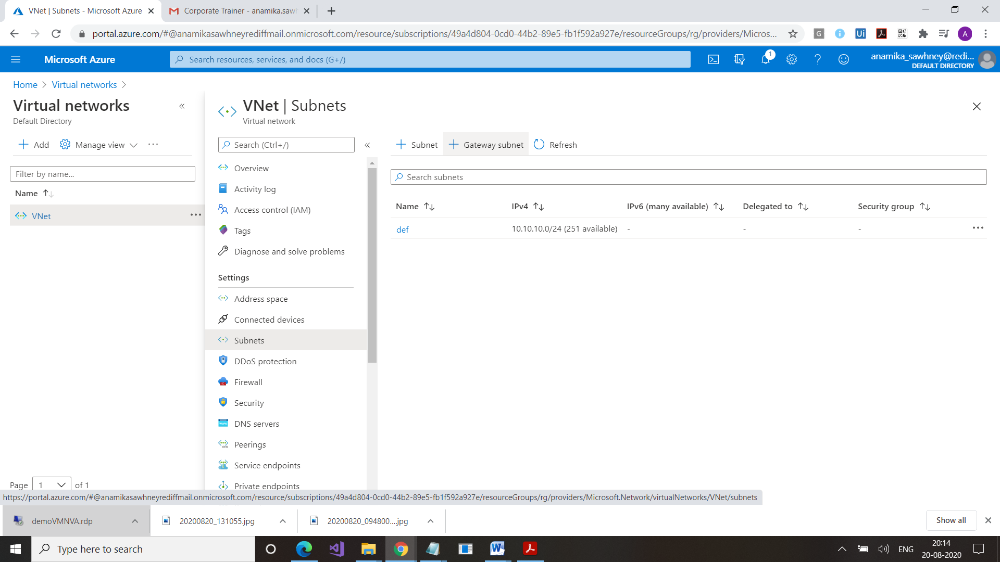 VNet | Subnets - Microsoft Azure
Corporate Trainer - anamika.sawh
portal.azure.com/#@anamikasawhneyrediffmail.onmicrosoft.com/resource/subscriptions/49a4d804-0cd0-44b2-89e5-fb1f592a927e/resourceGroups/rg/providers/Micros...
G
Ui
A
Microsoft Azure
Search resources, services, and docs (G+/)
1
anamika_sawhney@redi...
DEFAULT DIRECTORY
Home > Virtual networks >
Virtual networks
Default Directory
Add
Manage view
Filter by name...
Name
VNet
Page 1 of 1
VNet | Subnets
Virtual network
Search (Ctrl+/)
Overview
Activity log
Access control (IAM)
Tags
Diagnose and solve problems
Settings
Address space
Connected devices
Subnets
DDoS protection
Firewall
Security
DNS servers
Peerings
Service endpoints
Private endpoints
+ Subnet
+ Gateway subnet
Refresh
Search subnets
Name IPv4 IPv6 (many available) Delegated to Security group
def 10.10.10.0/24 (251 available) - - -
https://portal.azure.com/#@anamikasawhneyrediffmail.onmicrosoft.com/resource/subscriptions/49a4d804-0cd0-44b2-89e5-fb1f592a927e/resourceGroups/rg/providers/Microsoft.Network/virtualNetworks/VNet/subnets
demoVMNVA.rdp
20200820_131055.jpg
20200820_094800....jpg
Show all
Type here to search
ENG
20:14
20-08-2020